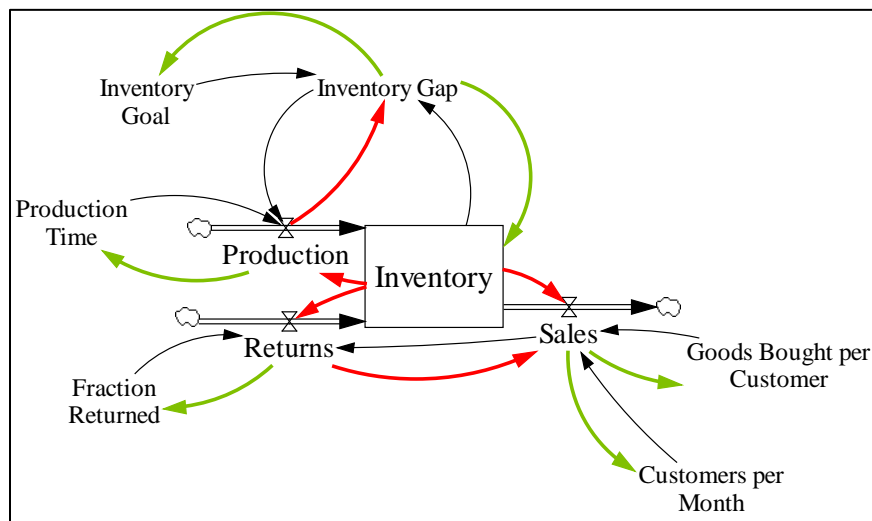 Inventory
Goal
Inventory Gap
Production
Time
Production
Inventory
Returns
Sales
Fraction
Returned
Goods Bought per
Customer
Customers per
Month